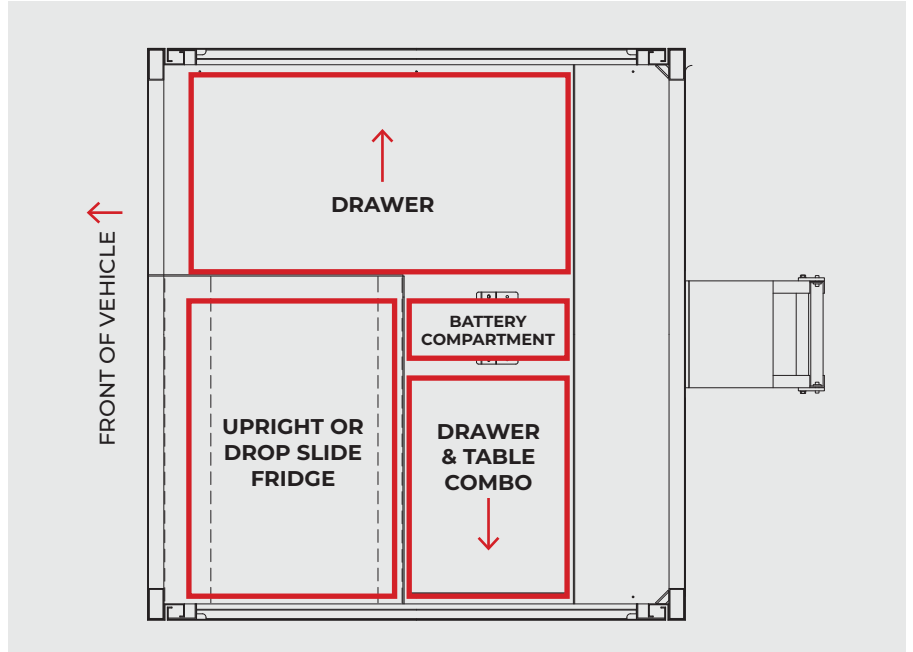 DRAWER
FRONT OF VEHICLE
BATTERY
COMPARTMENT
UPRIGHT OR
DROP SLIDE
FRIDGE
DRAWER
& TABLE
COMBO